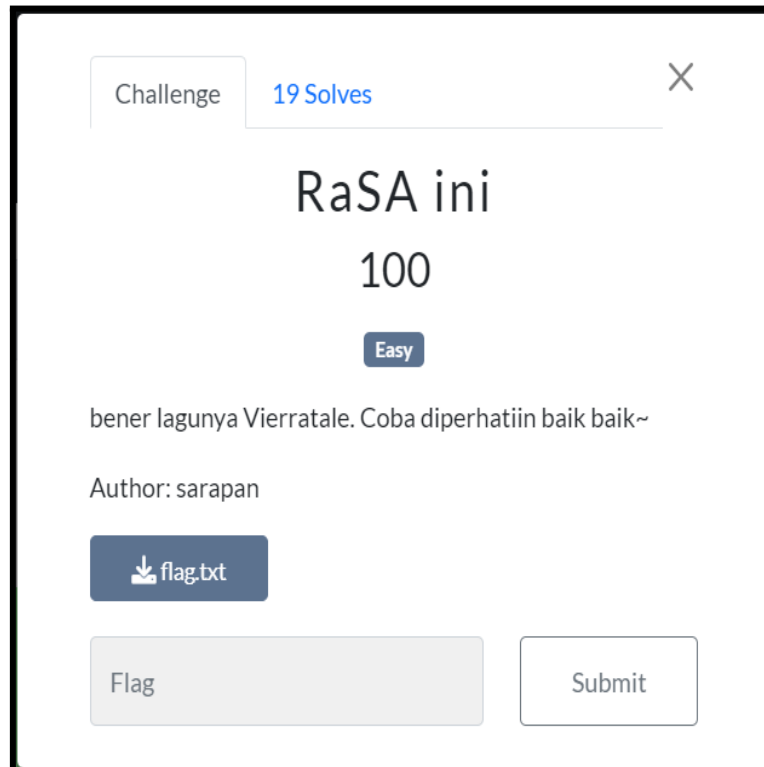 Challenge
19 Solves
RaSA ini
100
Easy
bener lagunya Vierratale. Coba diperhatiin baik baik~
Author: sarapan
flag.txt
Flag
Submit